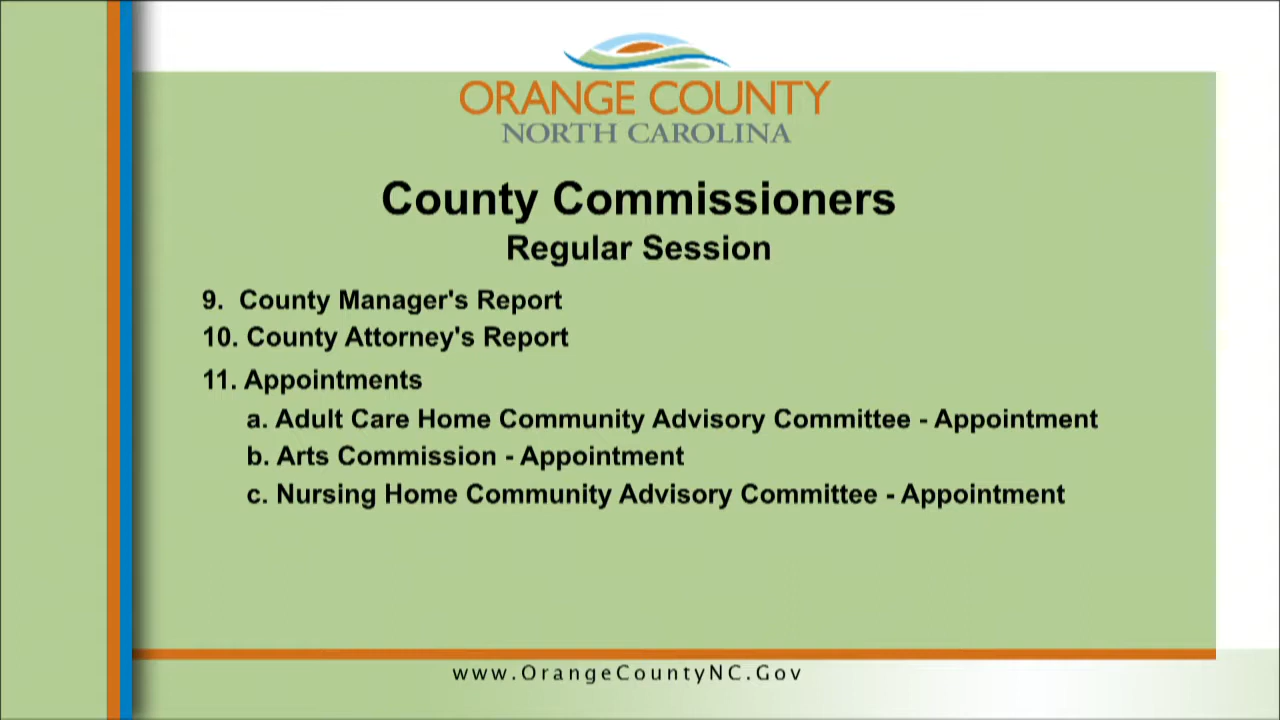 ORANGE COUNTY
NORTH CAROLINA
County Commissioners
Regular Session
9. County Manager's Report
10. County Attorney's Report
11. Appointments
a. Adult Care Home Community Advisory Committee - Appointment
b. Arts Commission - Appointment
c. Nursing Home Community Advisory Committee - Appointment
www.OrangeCountyNC.Gov